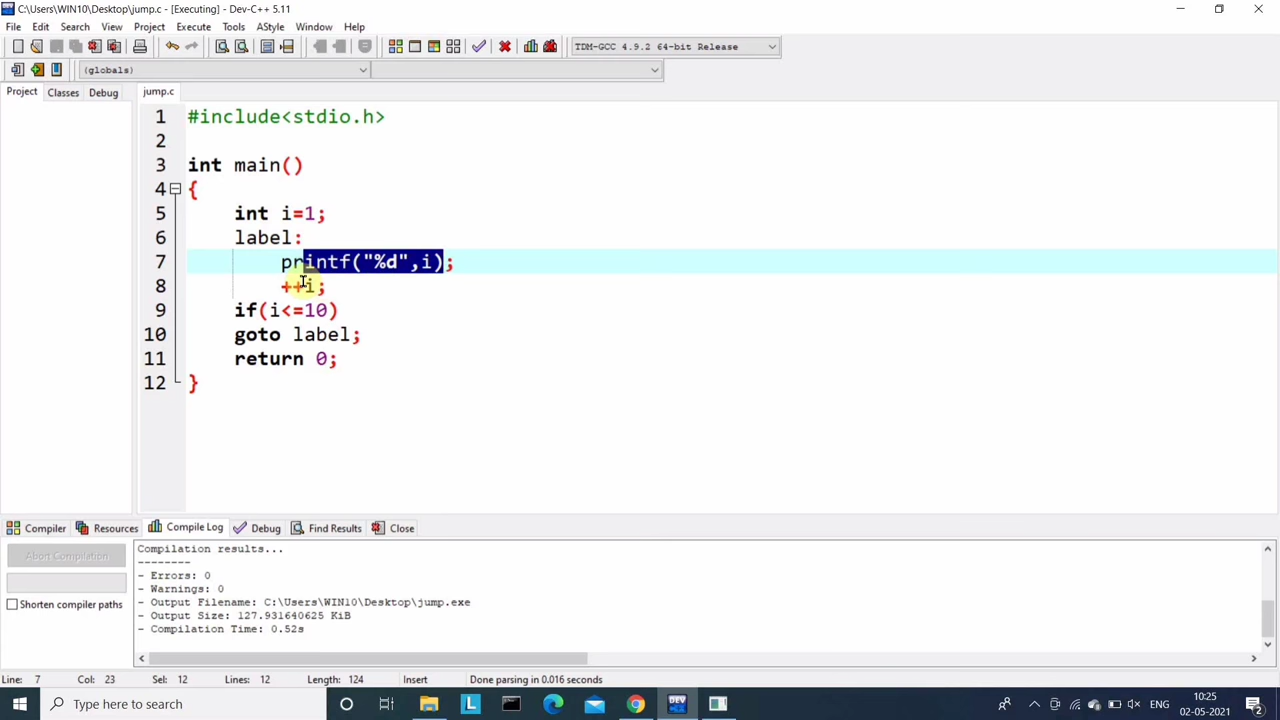 C:\Users\WIN10\Desktop\jump.c - [Executing] - Dev-C++ 5.11
File Edit Search View Project Execute Tools AStyle Window Help
TDM-GCC 4.9.2 64-bit Release
(globals)
Project Classes Debug jump.c
1 #include<stdio.h>
2
3 int main()
4 {
5 int i=1;
6 label:
7 printf("%d",i);
8 ++i;
9 if(i<=10)
10 goto label;
11 return 0;
12 }
Compiler Resources Compile Log Debug Find Results Close
Abort Compilation
Shorten compiler paths
Compilation results...
--------
- Errors: 0
- Warnings: 0
- Output Filename: C:\Users\WIN10\Desktop\jump.exe
- Output Size: 127.931640625 KiB
- Compilation Time: 0.52s
Line: 7 Col: 23 Sel: 12 Lines: 12 Length: 124 Insert Done parsing in 0.016 seconds
Type here to search L DEV ENG 10:25
02-05-2021 2